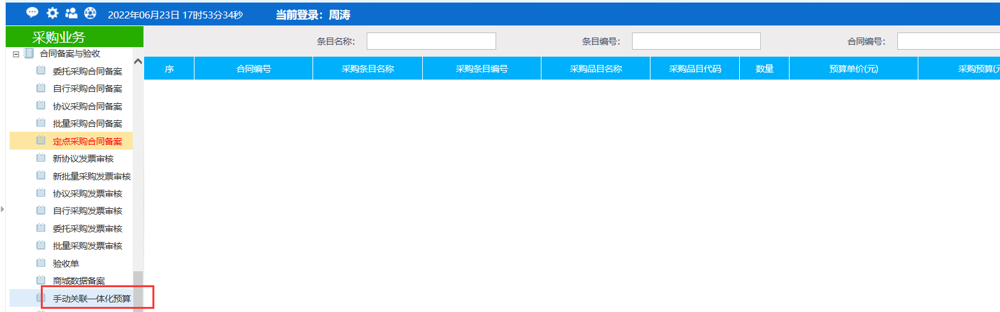 2022年06月23日 17时53分34秒 当前登录：周涛
采购业务
条目名称： 条目编号： 合同编号：
合同备案与验收
序 合同编号 采购条目名称 采购条目编号 采购品目名称 采购品目代码 数量 预算单价(元) 采购预算(
委托采购合同备案
自行采购合同备案
协议采购合同备案
批量采购合同备案
定点采购合同备案
新协议发票审核
新批量采购发票审核
协议采购发票审核
自行采购发票审核
委托采购发票审核
批量采购发票审核
验收单
商城数据备案
手动关联一体化预算